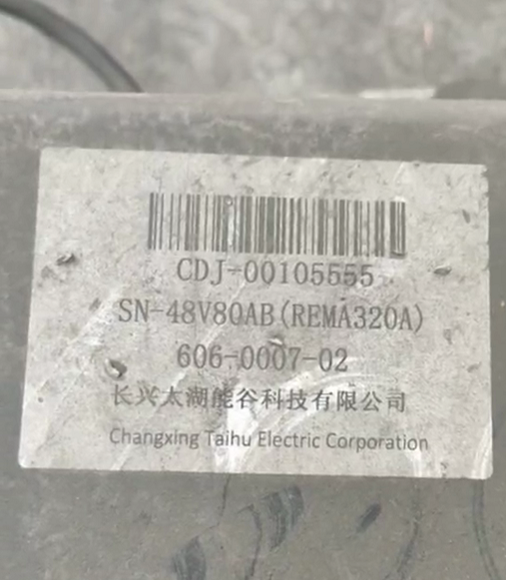 CDJ-00105555
SN-48V80AB(REMA320A)
606-0007-02
长兴太湖能谷科技有限公司
Changxing Taihu Electric Corporation